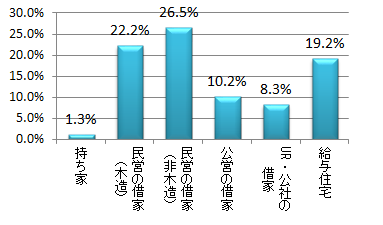 30.0%
25.0%
20.0%
15.0%
10.0%
5.0%
0.0%
1.3%
22.2%
26.5%
10.2%
8.3%
19.2%
持ち家
民営の借家
（木造）
民営の借家
（非木造）
公営の借家
UR・公社の
借家
給与住宅